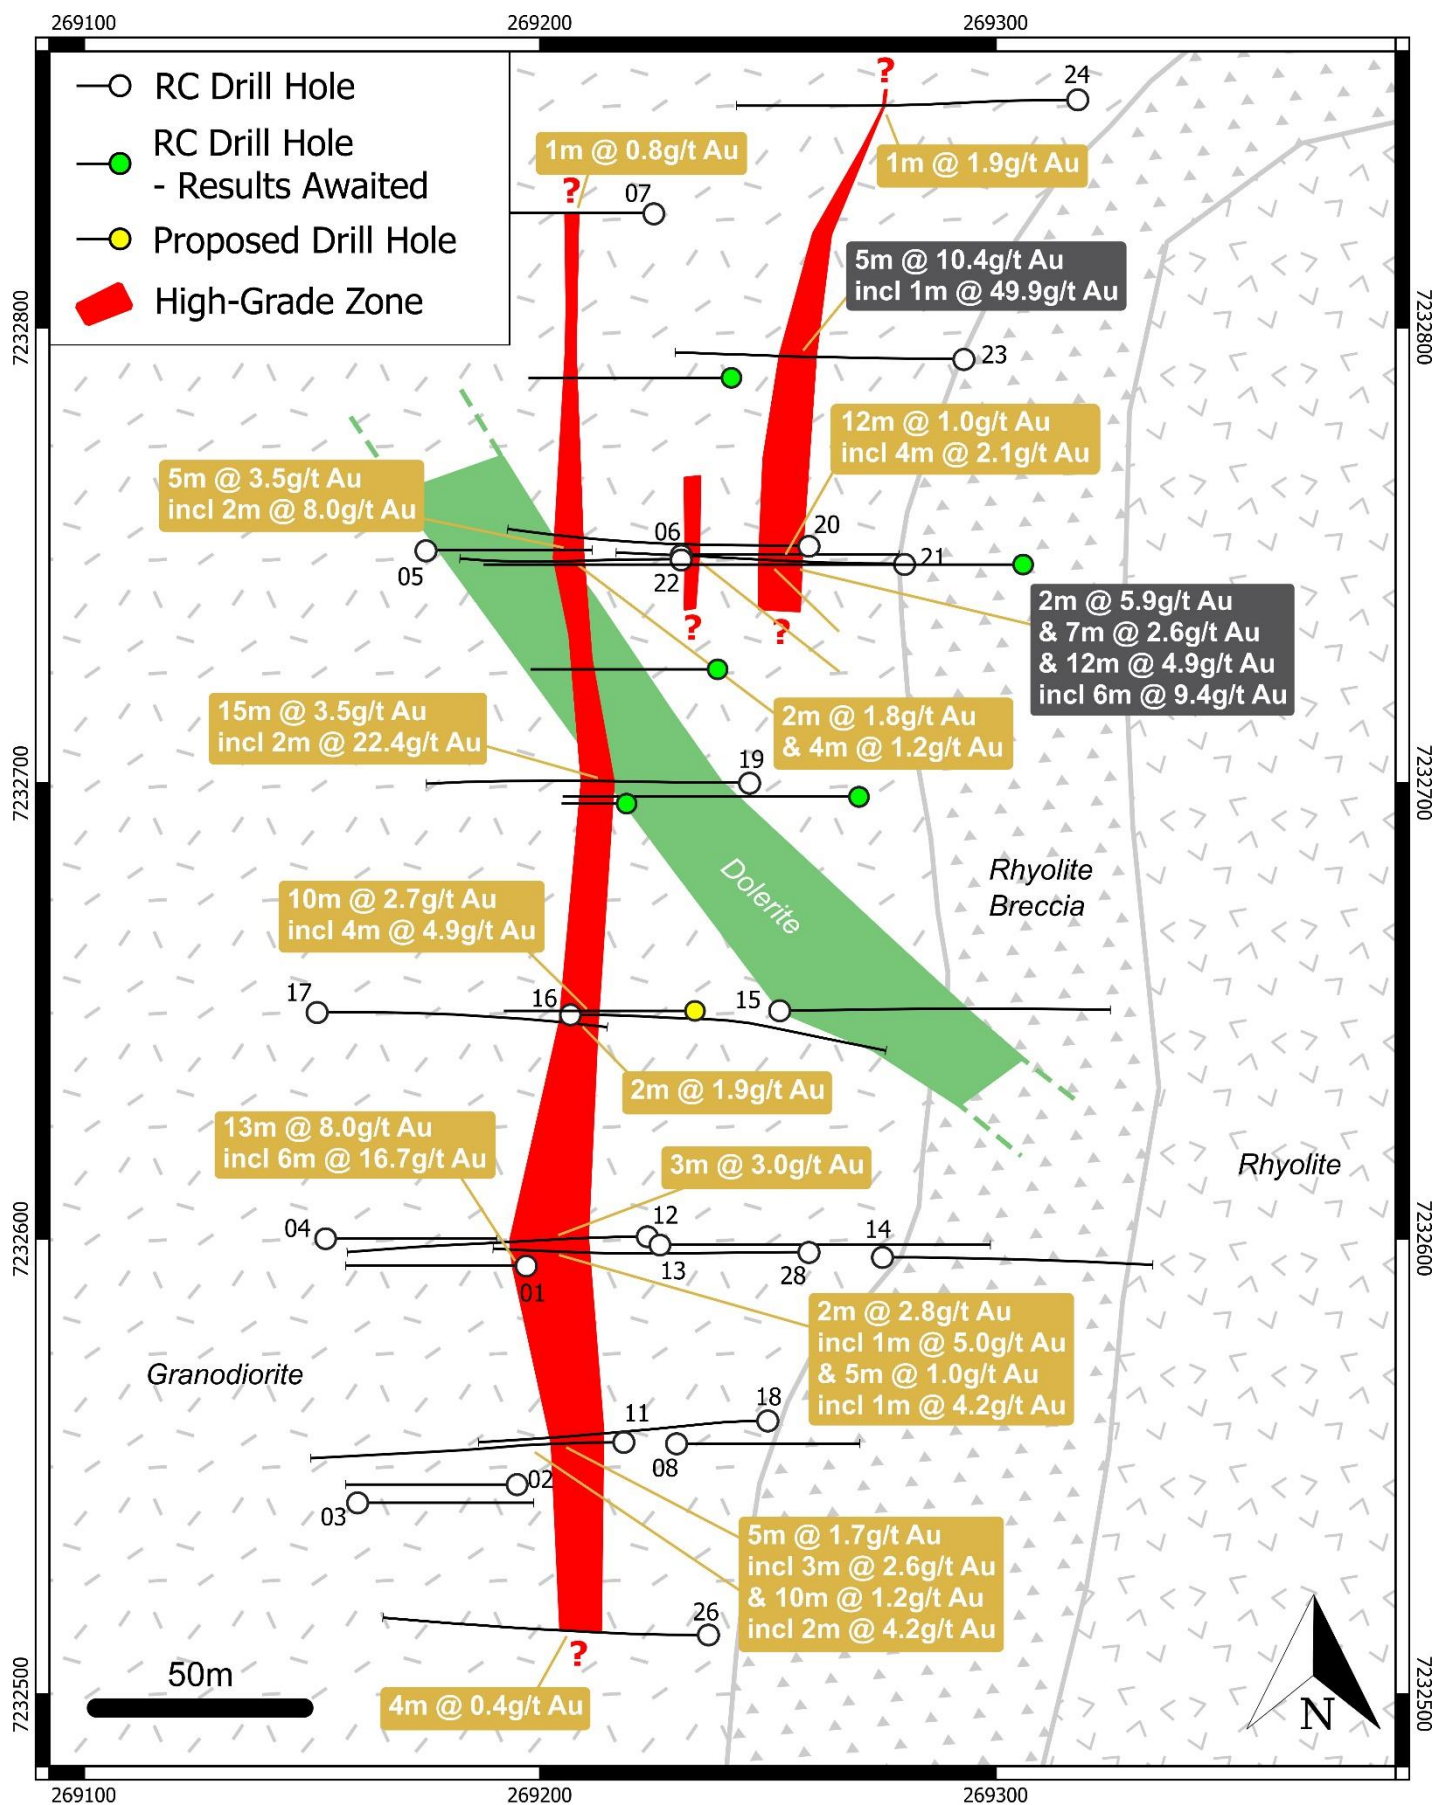 269100
269200
269300
RC Drill Hole
RC Drill Hole
- Results Awaited
Proposed Drill Hole
High-Grade Zone
?
24
1m @ 0.8g/t Au
1m @ 1.9g/t Au
?
07
5m @ 10.4g/t Au
incl 1m @ 49.9g/t Au
7232800
7232800
23
12m @ 1.0g/t Au
incl 4m @ 2.1g/t Au
5m @ 3.5g/t Au
incl 2m @ 8.0g/t Au
06
20
21
05
22
?
?
2m @ 5.9g/t Au
& 7m @ 2.6g/t Au
& 12m @ 4.9g/t Au
incl 6m @ 9.4g/t Au
15m @ 3.5g/t Au
incl 2m @ 22.4g/t Au
2m @ 1.8g/t Au
& 4m @ 1.2g/t Au
19
7232700
7232700
Dolerite
Rhyolite
Breccia
10m @ 2.7g/t Au
incl 4m @ 4.9g/t Au
17
16
15
2m @ 1.9g/t Au
13m @ 8.0g/t Au
incl 6m @ 16.7g/t Au
3m @ 3.0g/t Au
Rhyolite
04
12
14
7232600
7232600
13
28
01
2m @ 2.8g/t Au
incl 1m @ 5.0g/t Au
& 5m @ 1.0g/t Au
incl 1m @ 4.2g/t Au
Granodiorite
18
11
08
02
03
5m @ 1.7g/t Au
incl 3m @ 2.6g/t Au
& 10m @ 1.2g/t Au
incl 2m @ 4.2g/t Au
26
?
50m
4m @ 0.4g/t Au
N
7232500
7232500
269100
269200
269300